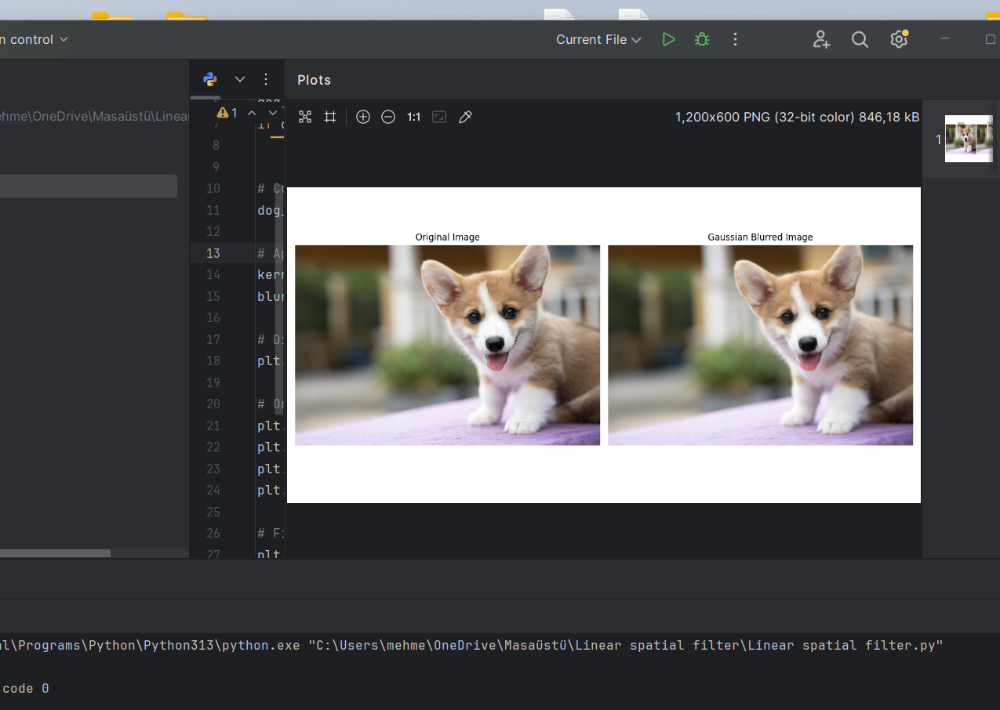 n control
Current File
Plots
ehme\OneDrive\Masaüstü\Linear
1
1:1
1,200x600 PNG (32-bit color) 846,18 kB
1
7 if
8
9
10 # Co
11 dog_
12
13 # Ap
14 kerr
15 blur
16
17 # Di
18 plt.
19
20 # Or
21 plt.
22 plt.
23 plt.
24 plt.
25
26 # Fi
27 plt
Original Image
Gaussian Blurred Image
al\Programs\Python\Python313\python.exe "C:\Users\mehme\OneDrive\Masaüstü\Linear spatial filter\Linear spatial filter.py"
code 0